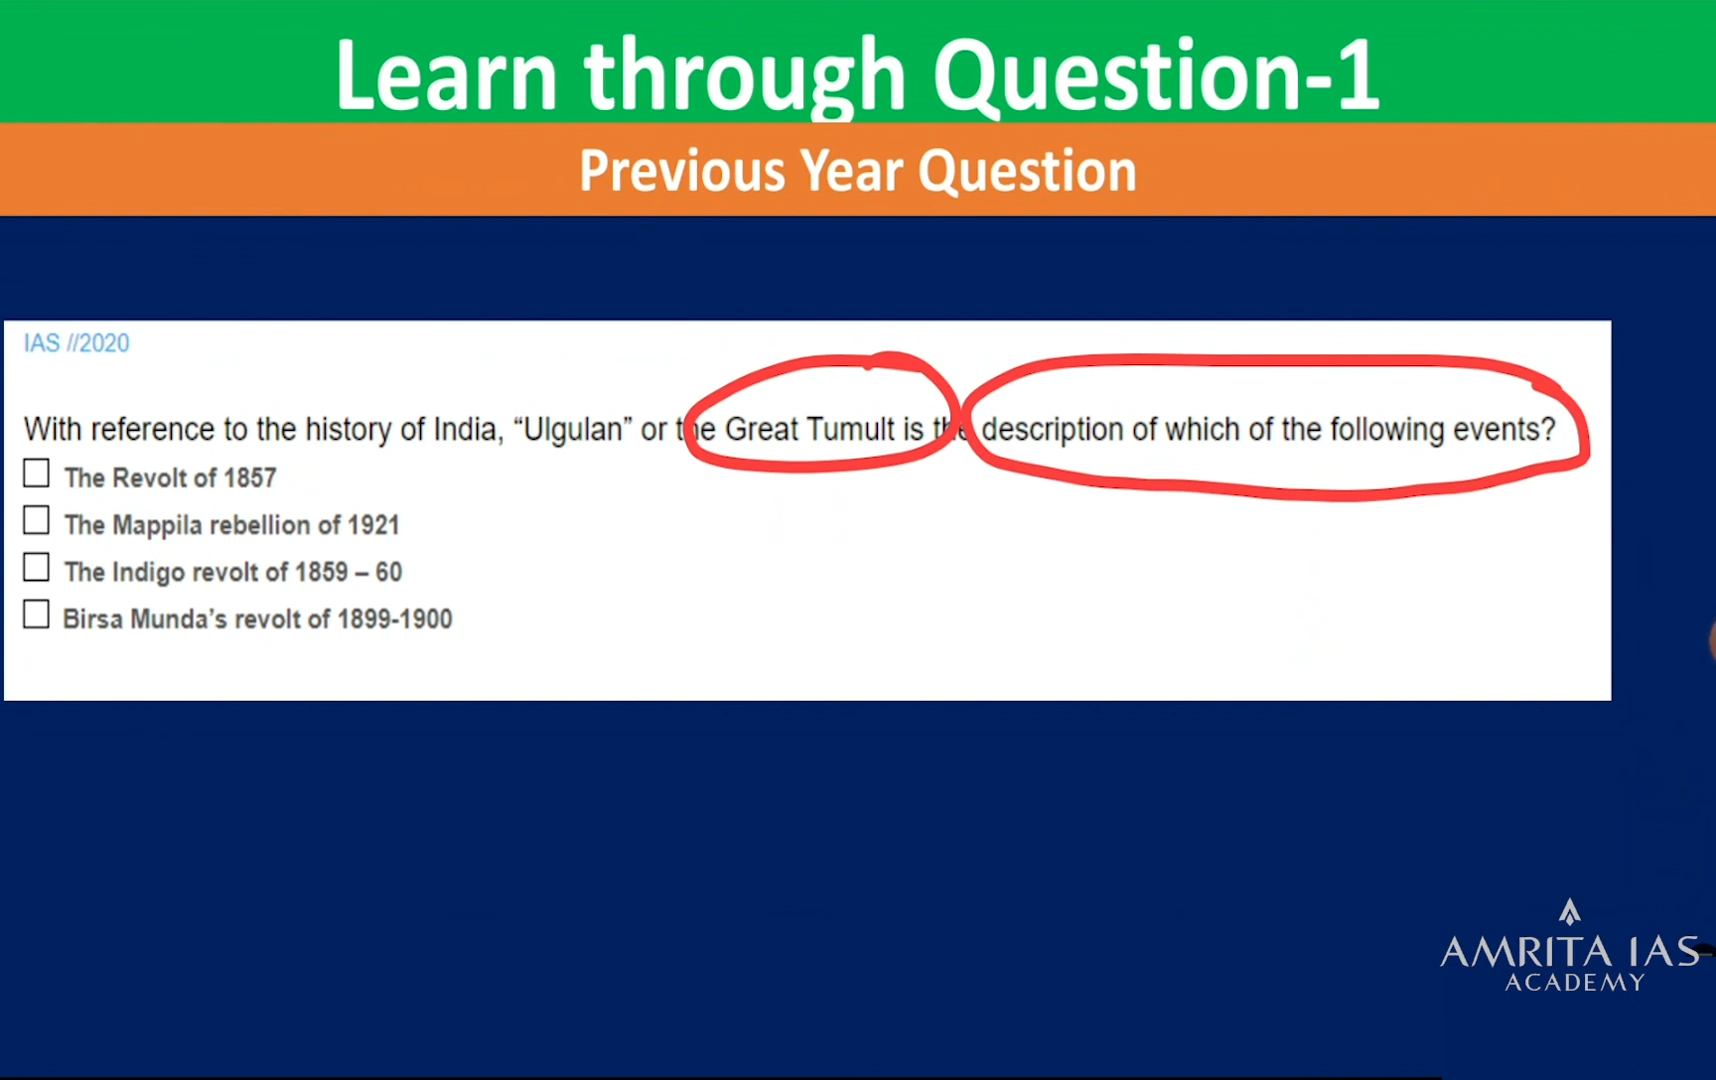 Learn through Question-1
Previous Year Question
IAS //2020
With reference to the history of India, “Ulgulan” or the Great Tumult is the description of which of the following events?
The Revolt of 1857
The Mappila rebellion of 1921
The Indigo revolt of 1859 – 60
Birsa Munda’s revolt of 1899-1900
AMRITA IAS
ACADEMY